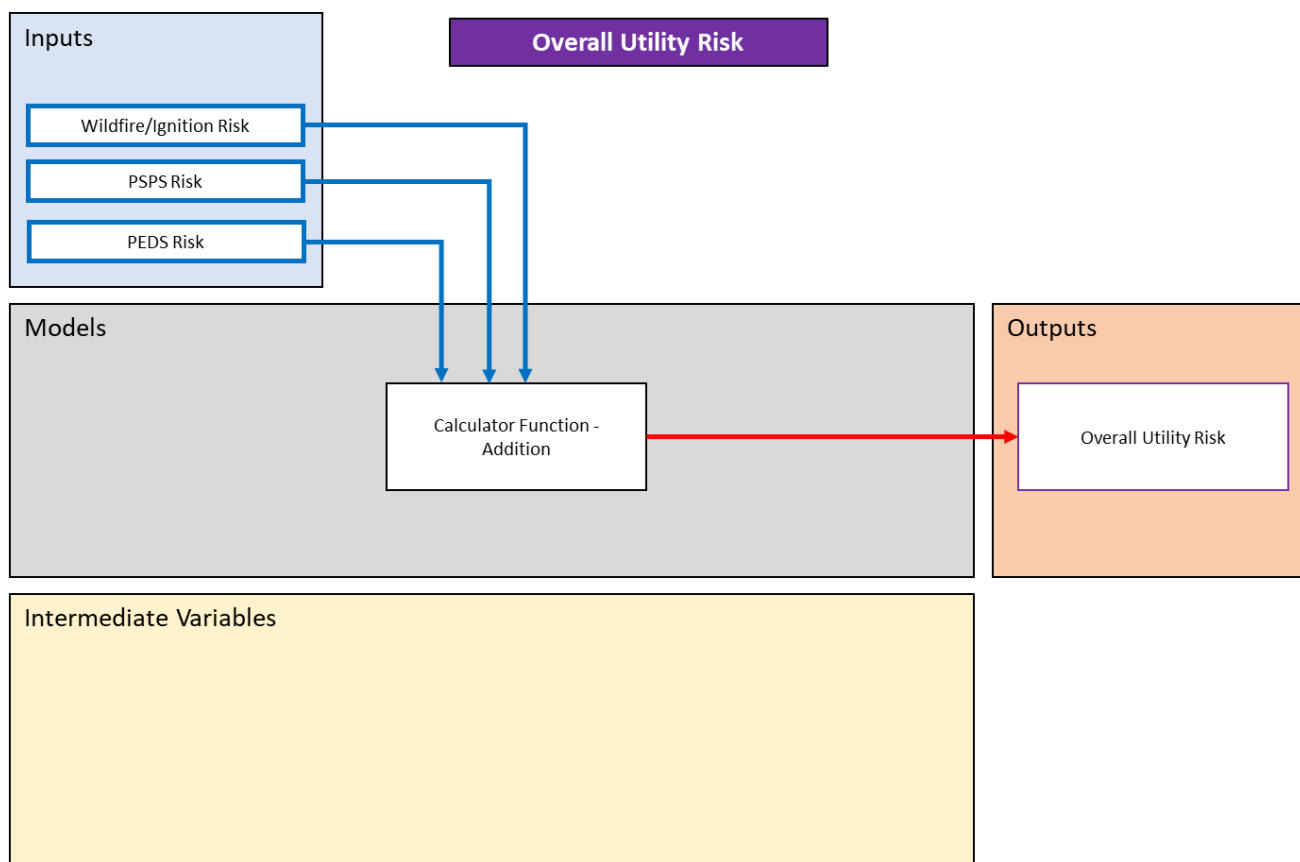 Inputs
Overall Utility Risk
Wildfire/Ignition Risk
PSPS Risk
PEDS Risk
Models
Calculator Function -
Addition
Outputs
Overall Utility Risk
Intermediate Variables